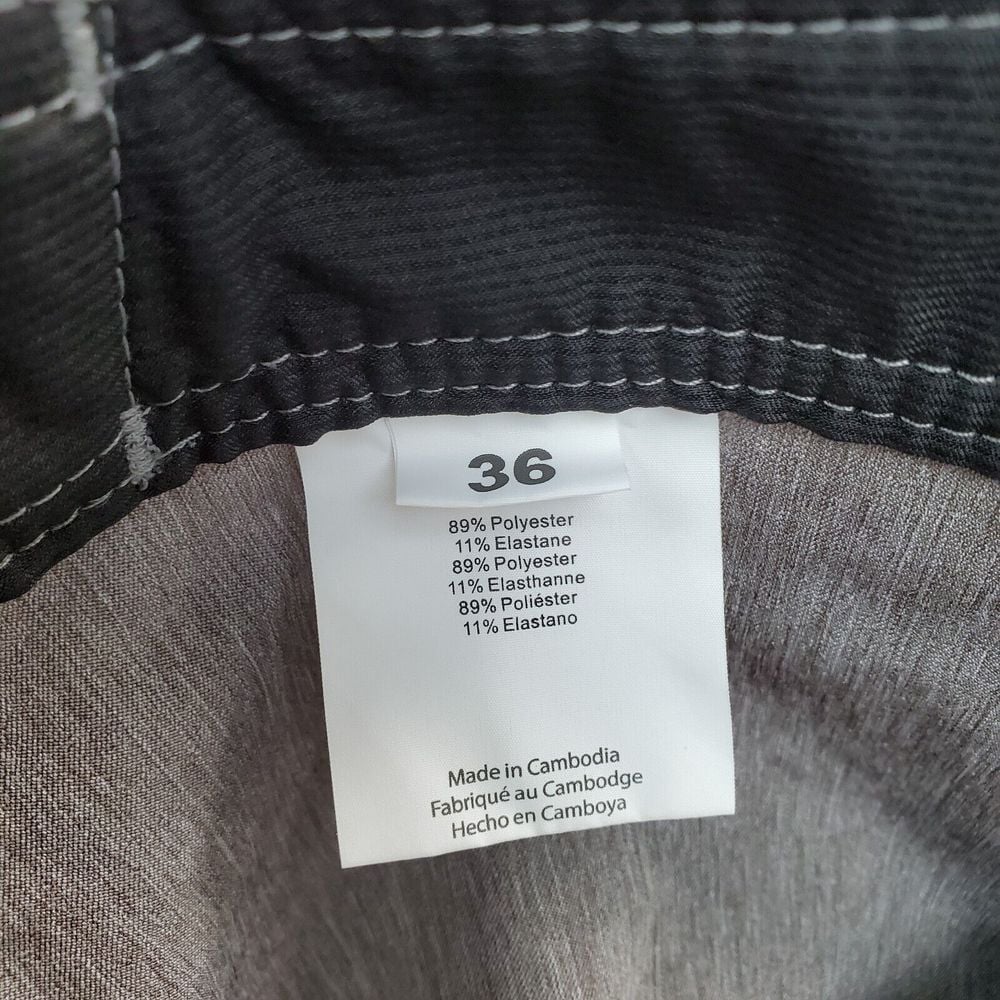 36
89% Polyester
11% Elastane
89% Polyester
11% Elasthanne
89% Poliéster
11% Elastano
Made in Cambodia
Fabriqué au Cambodge
Hecho en Camboya